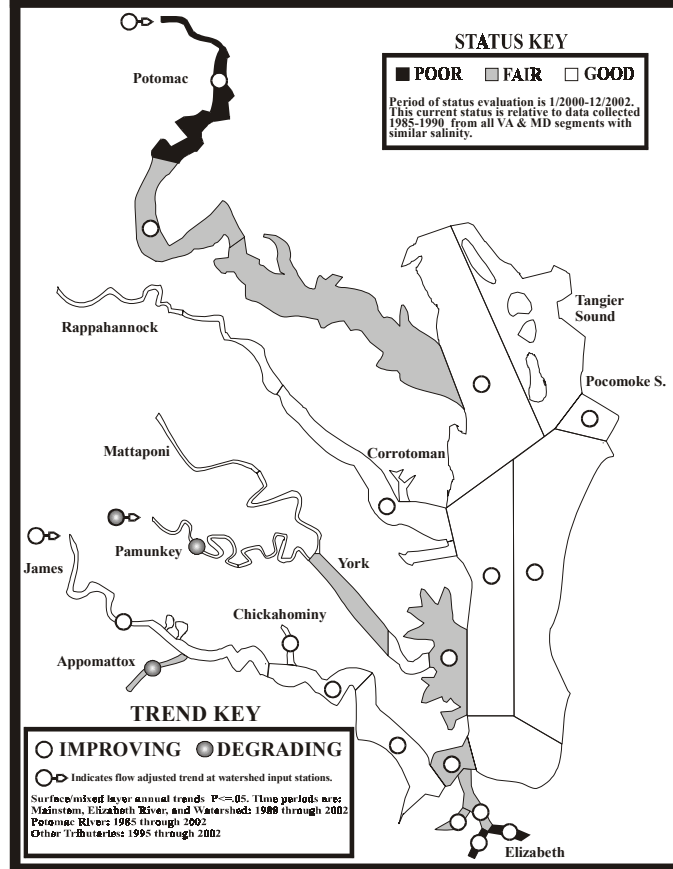 STATUS KEY
POOR FAIR GOOD
Period of status evaluation is 1/2000-12/2002.
This current status is relative to data collected
1985-1990 from all VA & MD segments with
similar salinity.
Potomac
Tangier
Sound
Rappahannock
Pocomoke S.
Mattaponi
Corrotoman
Pamunkey
York
James
Chickahominy
Appomattox
TREND KEY
IMPROVING DEGRADING
Indicates flow adjusted trend at watershed input stations.
Surface/mixed layer annual trends P<=.05. Time periods are:
Mainstem, Elizabeth River, and Watershed: 1988 through 2002
Potomac River: 1985 through 2002
Other Tributaries: 1995 through 2002
Elizabeth